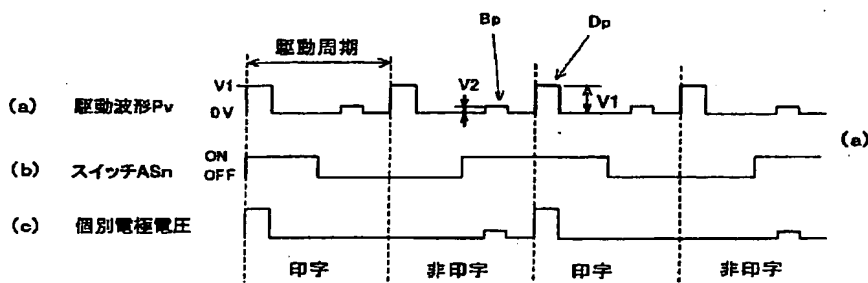 Bp Dp
駆動周期
V1 V2 V1
(a) 駆動波形Pv 0V
(a)
(b) スイッチASn ON OFF
(c) 個別電極電圧
印字 非印字 印字 非印字